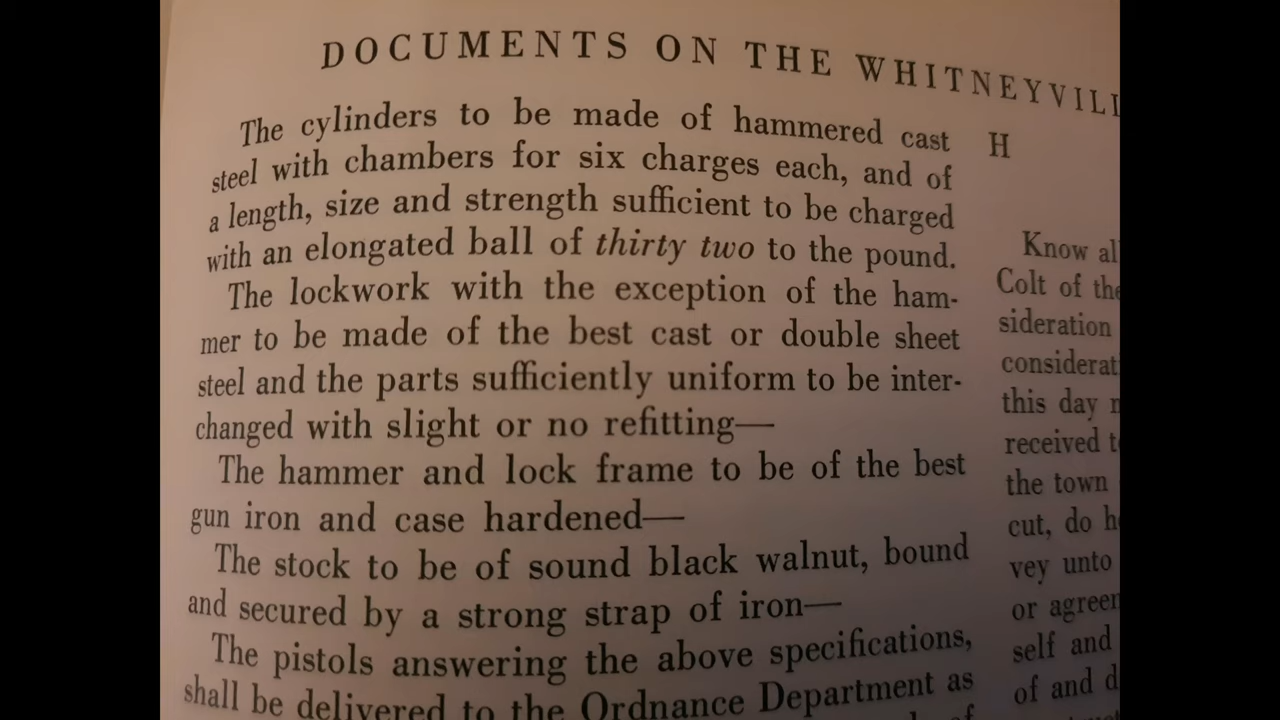 DOCUMENTS ON THE
The cylinders to be made of hammered cast
steel with chambers for six charges each, and of
a length, size and strength sufficient to be charged
with an elongated ball of thirty two to the pound.
The lockwork with the exception of the ham-
mer to be made of the best cast or double sheet
steel and the parts sufficiently uniform to be inter-
changed with slight or no refitting—
The hammer and lock frame to be of the best
gun iron and case hardened—
The stock to be of sound black walnut, bound
and secured by a strong strap of iron—
The pistols answering the above specifications,
shall be delivered to the Ordnance Department as
of
H
Know
Colt of
sideration
this day
received
the town
cut, do
vey unto
or
self and
of and